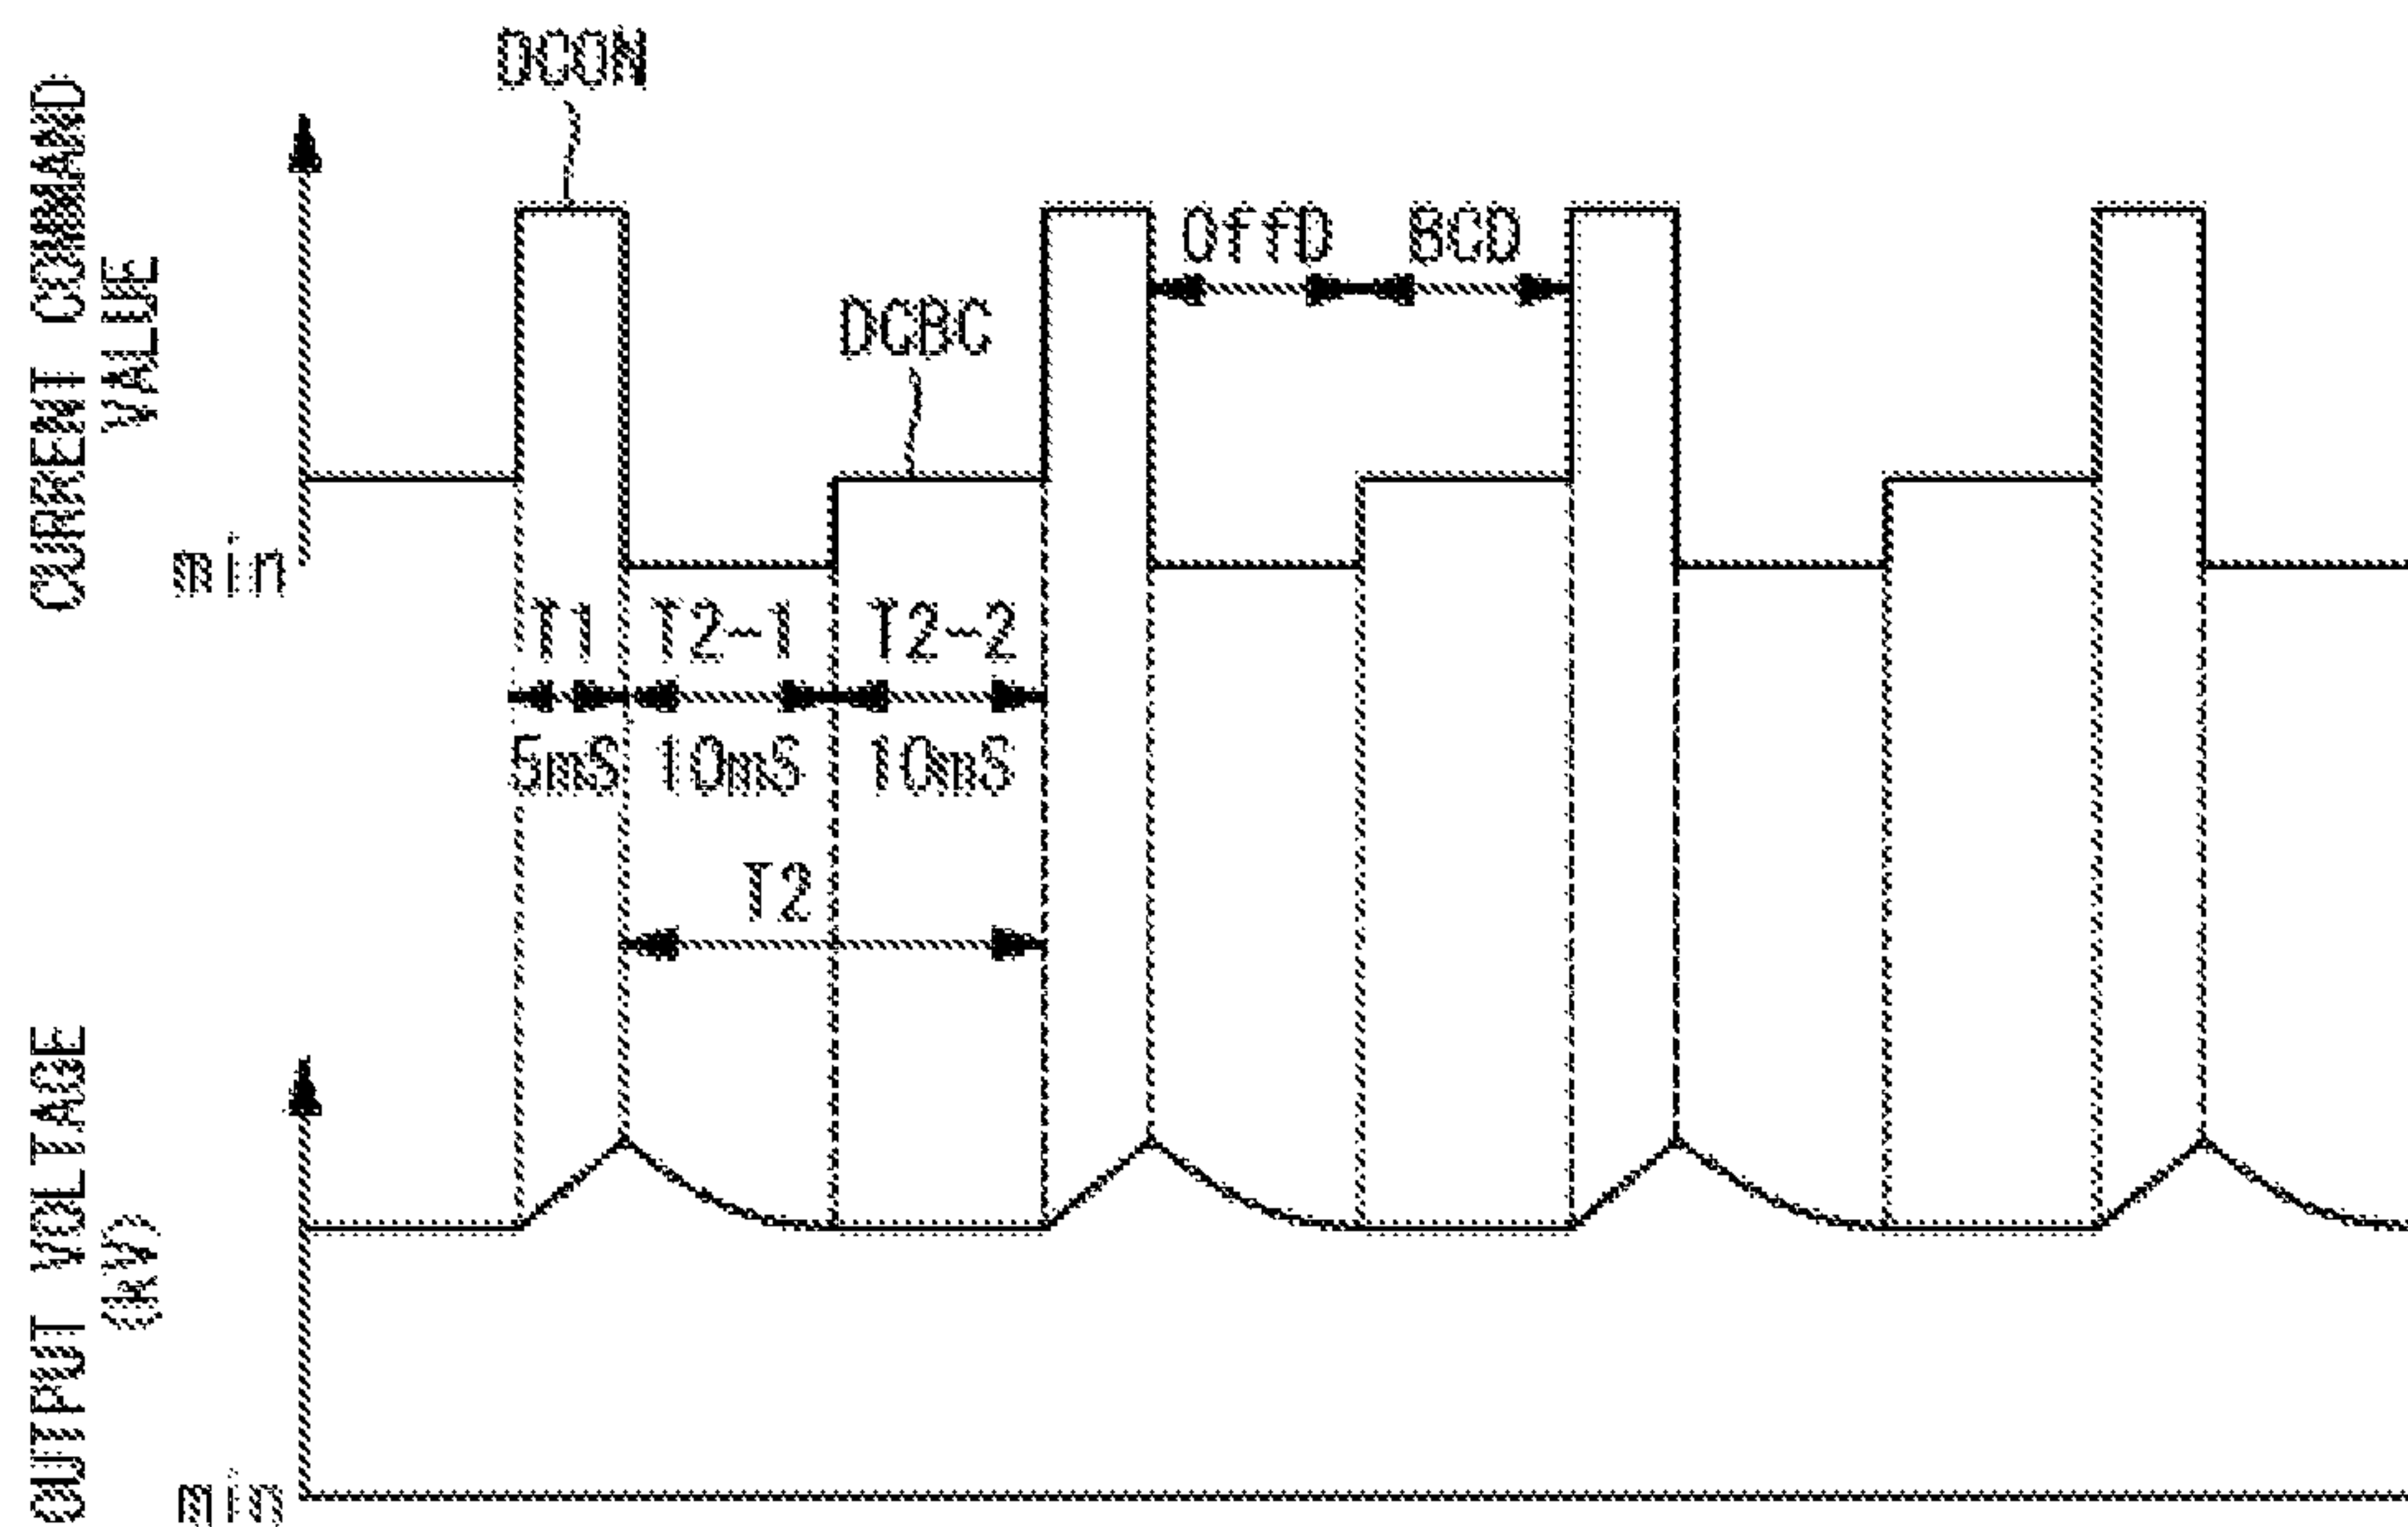 DCON
CURRENT COMMAND
VALUE
OffD
BCD
DCBC
min
T1
T2-1
T2-2
5mS
10mS
10mS
T2
OUTPUT VOLTAGE
(kV)
min